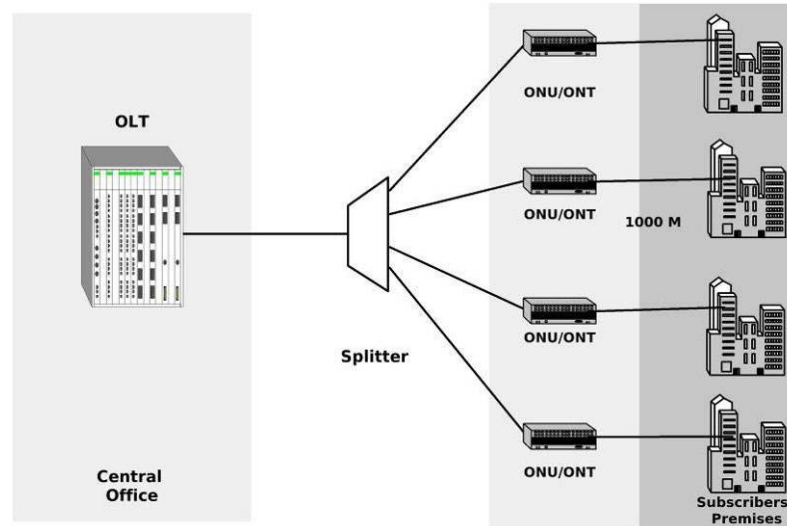 OLT
ONU/ONT
ONU/ONT
1000 M
ONU/ONT
Splitter
ONU/ONT
Central
Office
Subscribers
Premises